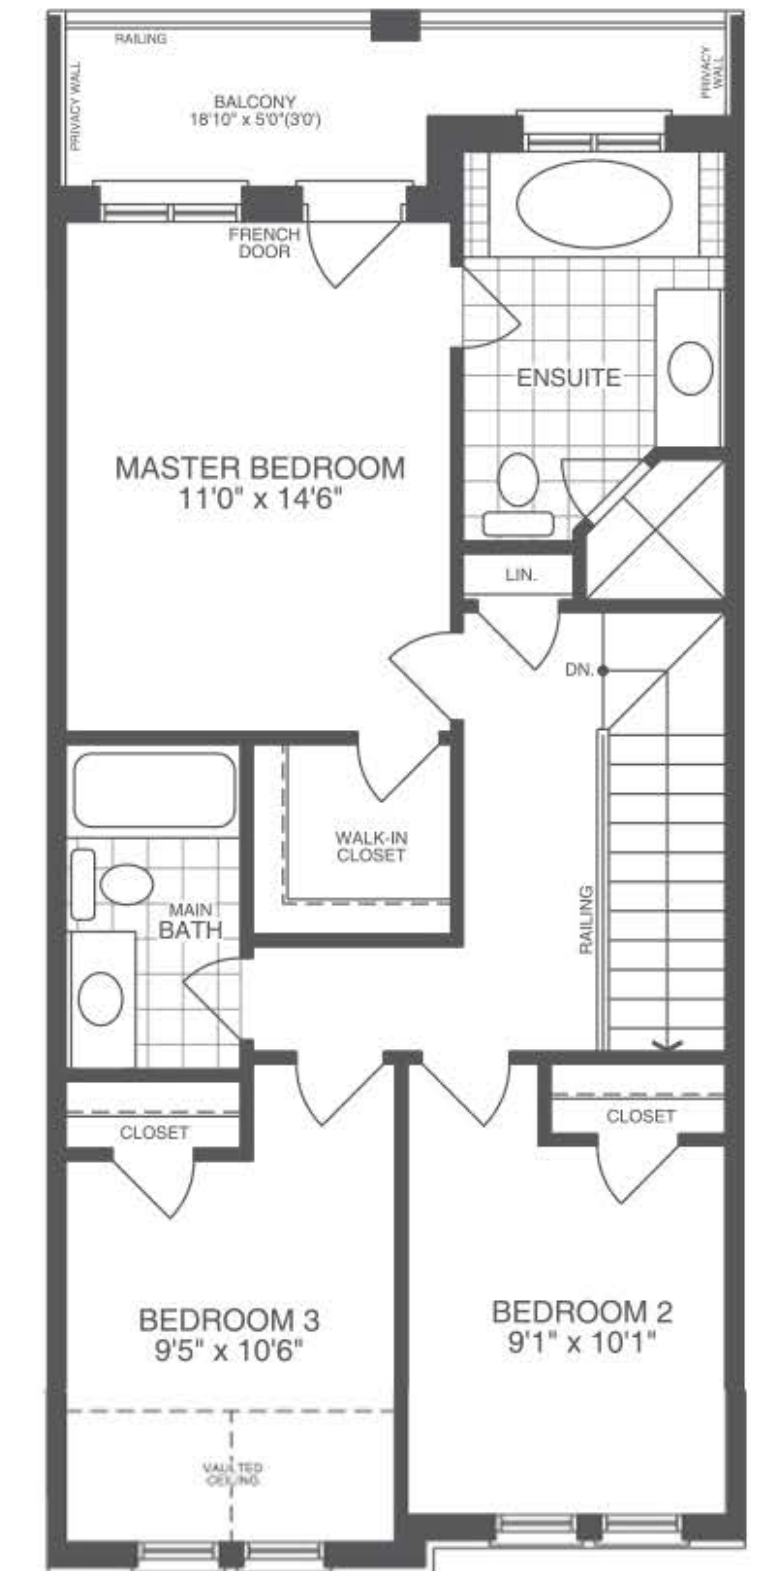 RAILING
PRIVACY WALL
PRIVACY
WALL
BALCONY
18'10" x 5'0"(3'0')
FRENCH
DOOR
ENSUITE
MASTER BEDROOM
11'0" x 14'6"
LIN.
DN.
WALK-IN
CLOSET
MAIN
BATH
RAILING
CLOSET
CLOSET
BEDROOM 3
9'5" x 10'6"
BEDROOM 2
9'1" x 10'1"
VAULTED
CEILING